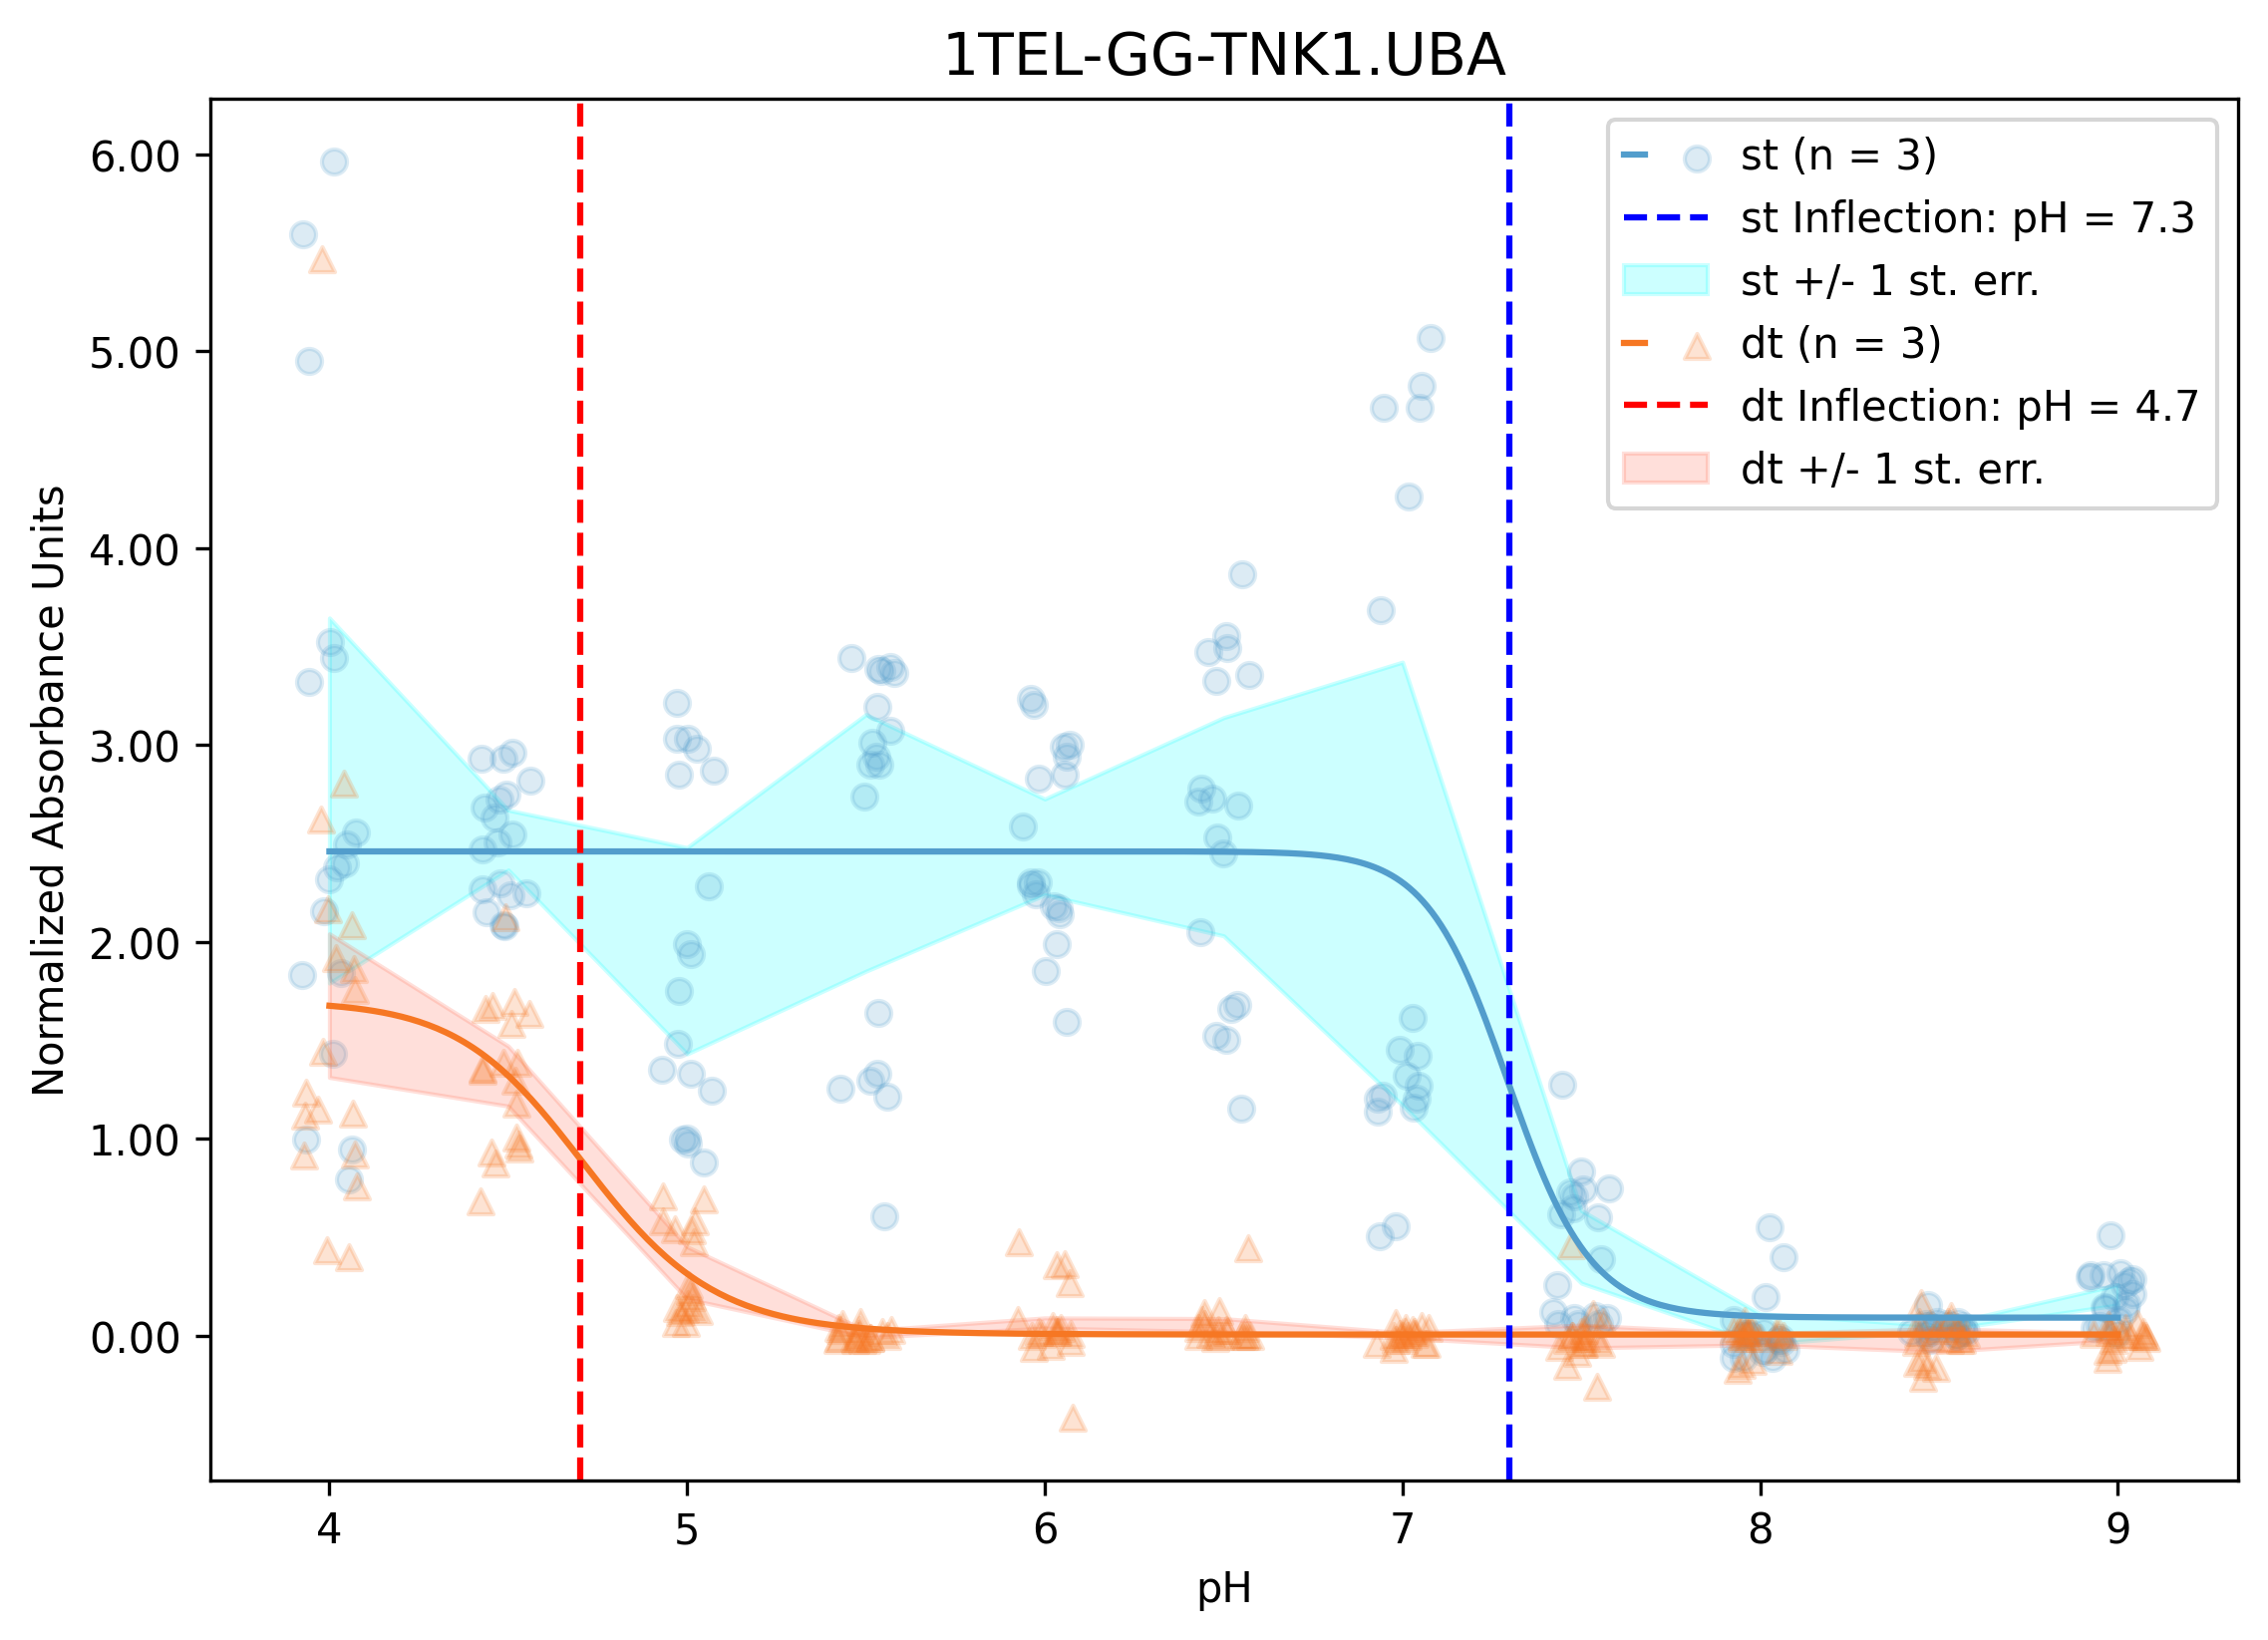 1TEL-GG-TNK1.UBA
st (n = 3)
st Inflection: pH = 7.3
st +/- 1 st. err.
dt (n = 3)
dt Inflection: pH = 4.7
dt +/- 1 st. err.
Normalized Absorbance Units
6.00
5.00
4.00
3.00
2.00
1.00
0.00
4 5 6 7 8 9
pH